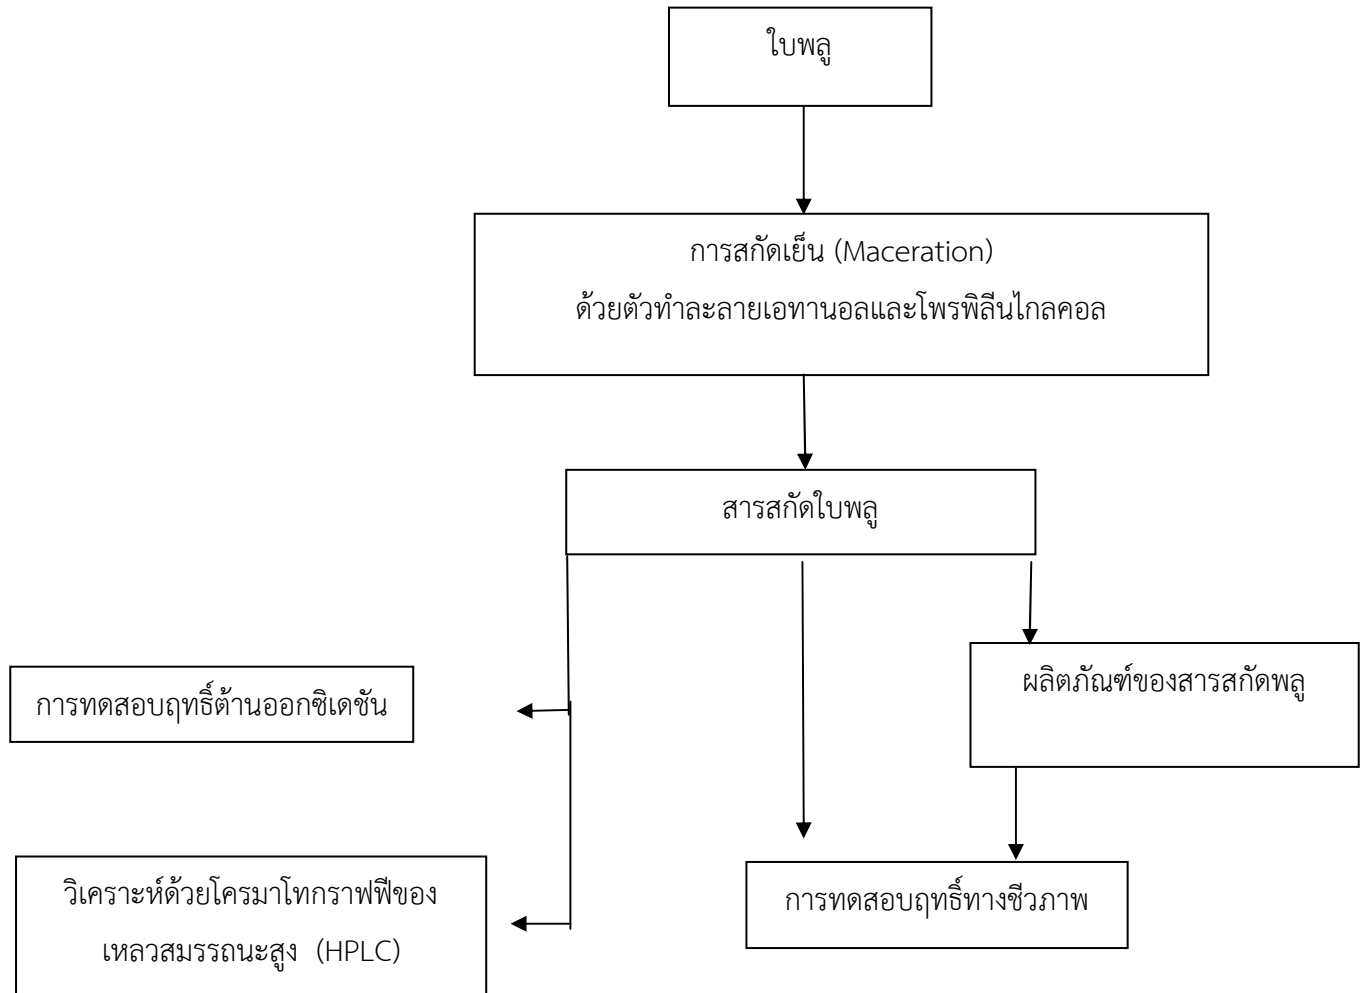 ใบพลู
การสกัดเย็น (Maceration)
ด้วยตัวทำละลายเอทานอลและโพรพิลีนไกลคอล
สารสกัดใบพลู
การทดสอบฤทธิ์ต้านออกซิเดชัน
ผลิตภัณฑ์ของสารสกัดพลู
วิเคราะห์ด้วยโครมาโทกราฟฟีของ
เหลวสมรรถนะสูง (HPLC)
การทดสอบฤทธิ์ทางชีวภาพ